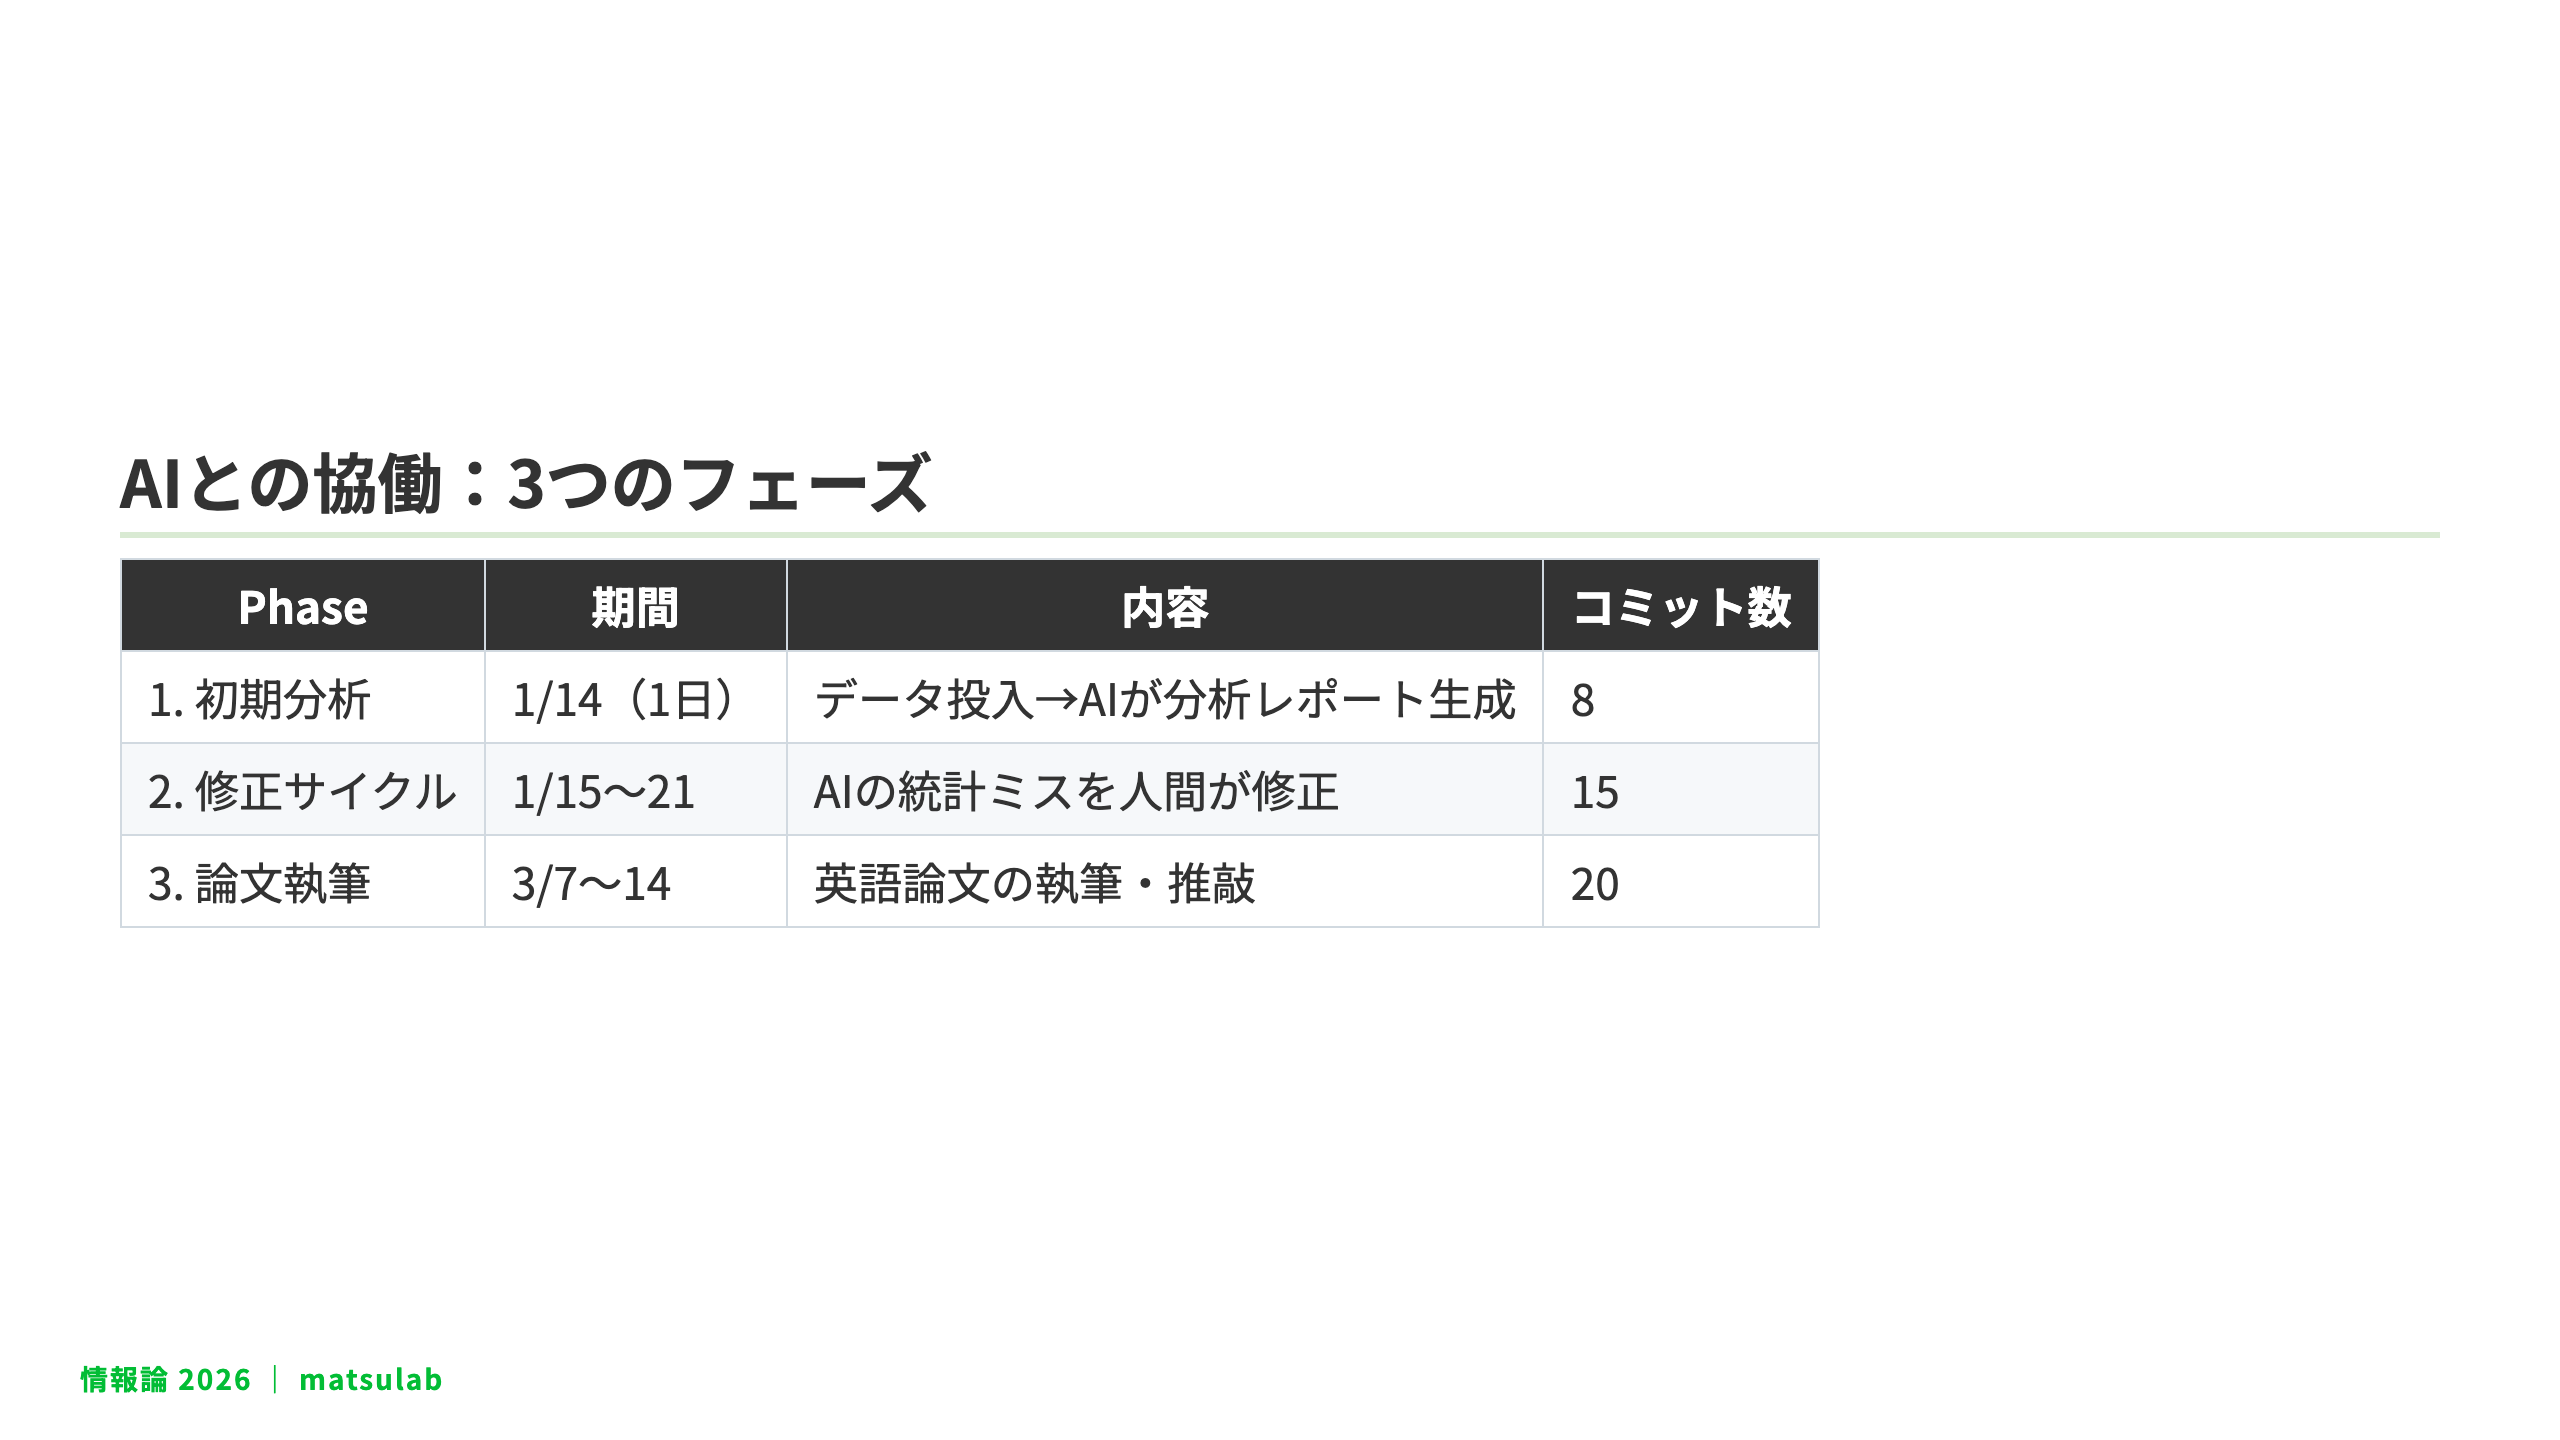 AIとの協働：3つのフェーズ
Phase 期間 内容 コミット数
1. 初期分析 1/14（1日） データ投入→AIが分析レポート生成 8
2. 修正サイクル 1/15〜21 AIの統計ミスを人間が修正 15
3. 論文執筆 3/7〜14 英語論文の執筆・推敲 20
情報論 2026 ｜ matsulab